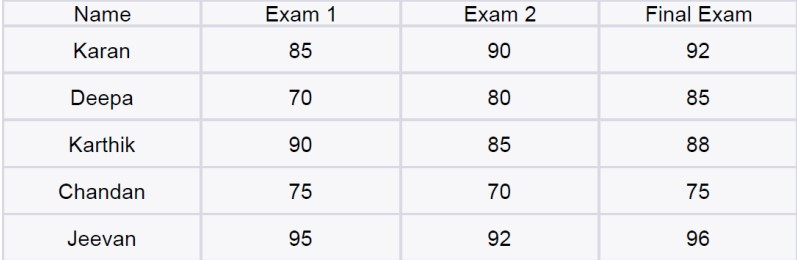 Name Exam 1 Exam 2 Final Exam
Karan 85 90 92
Deepa 70 80 85
Karthik 90 85 88
Chandan 75 70 75
Jeevan 95 92 96